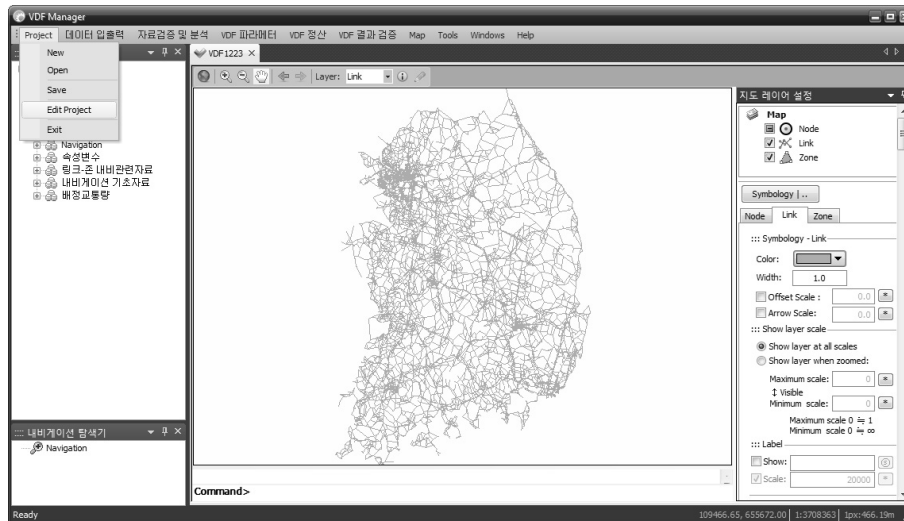 VDF Manager
Project 데이터 입출력 자료검증 및 분석 VDF 파라메터 VDF 정산 VDF 결과 검증 Map Tools Windows Help
New
Open
Save
Edit Project
Exit
Navigation
속성변수
링크-존 내비관련자료
내비게이션 기초자료
배정교통량
VDF1223
Layer: Link
지도 레이어 설정
Map
Node
Link
Zone
Symbology | ..
Node Link Zone
::: Symbology - Link
Color:
Width: 1.0
Offset Scale : 0.0 *
Arrow Scale: 0.0 *
::: Show layer scale
Show layer at all scales
Show layer when zoomed:
Maximum scale: 0 *
↕ Visible
Minimum scale: 0 *
Maximum scale 0 ≒ 1
Minimum scale 0 ≒ ∞
::: Label
Show:
Scale: 20000 *
:::: 내비게이션 탐색기
Navigation
Command>
Ready
109466.65, 655672.00 | 1:3708363 | 1px:466.19m